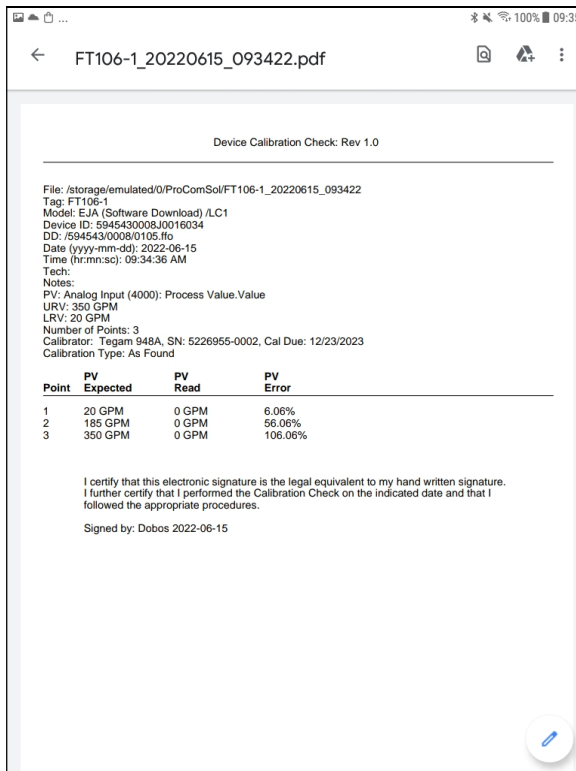 ... 100% 09:35
FT106-1_20220615_093422.pdf
Device Calibration Check: Rev 1.0
File: /storage/emulated/0/ProComSol/FT106-1_20220615_093422
Tag: FT106-1
Model: EJA (Software Download) /LC1
Device ID: 5945430008J0016034
DD: /594543/0008/0105.ffo
Date (yyyy-mm-dd): 2022-06-15
Time (hr:mn:sc): 09:34:36 AM
Tech:
Notes:
PV: Analog Input (4000): Process Value.Value
URV: 350 GPM
LRV: 20 GPM
Number of Points: 3
Calibrator: Tegam 948A, SN: 5226955-0002, Cal Due: 12/23/2023
Calibration Type: As Found
PV PV PV
Point Expected Read Error
1 20 GPM 0 GPM 6.06%
2 185 GPM 0 GPM 56.06%
3 350 GPM 0 GPM 106.06%
I certify that this electronic signature is the legal equivalent to my hand written signature.
I further certify that I performed the Calibration Check on the indicated date and that I
followed the appropriate procedures.
Signed by: Dobos 2022-06-15